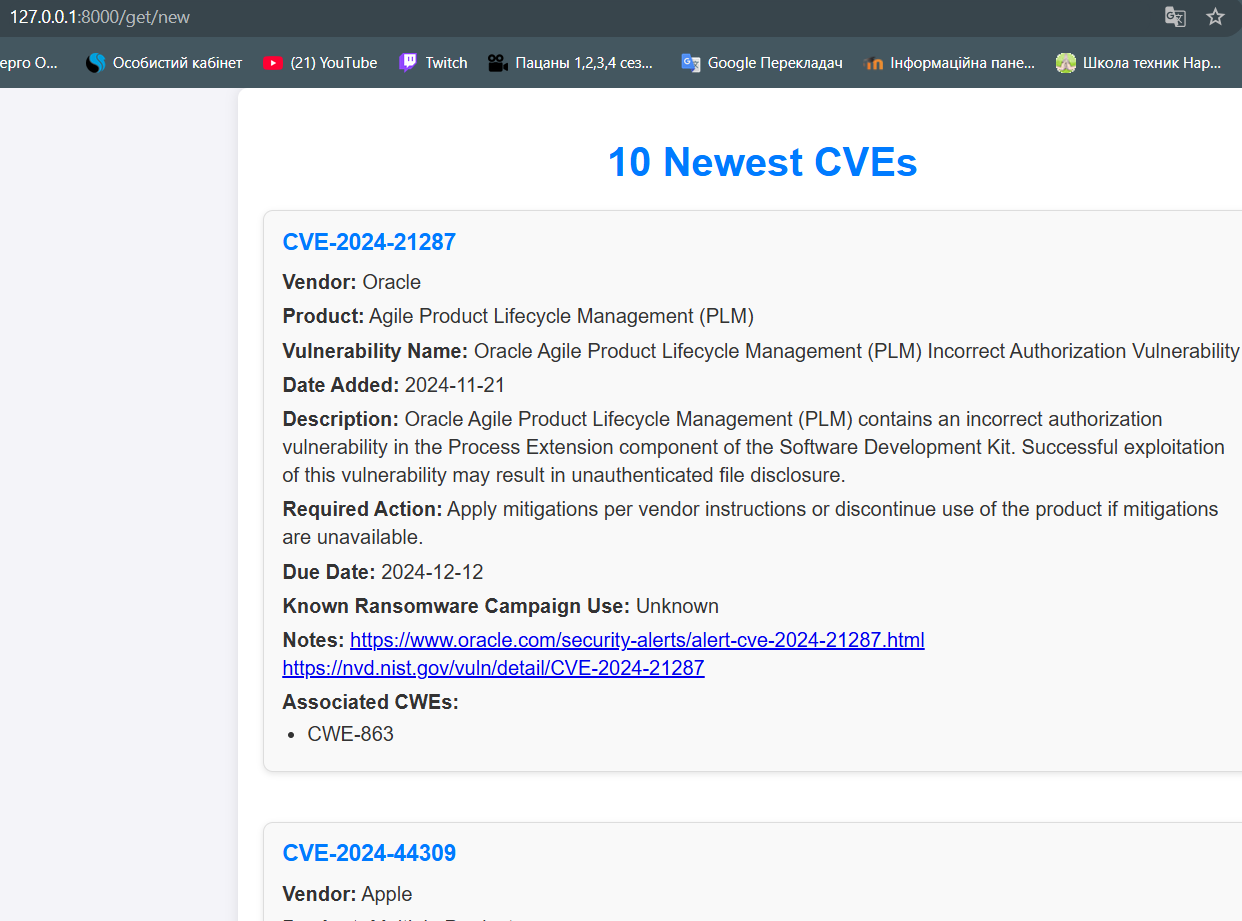 127.0.0.1:8000/get/new
ерго О... Особистий кабінет (21) YouTube Twitch Пацаны 1,2,3,4 сез... Google Перекладач Інформаційна пане... Школа технік Нар...
10 Newest CVEs
CVE-2024-21287
Vendor: Oracle
Product: Agile Product Lifecycle Management (PLM)
Vulnerability Name: Oracle Agile Product Lifecycle Management (PLM) Incorrect Authorization Vulnerability
Date Added: 2024-11-21
Description: Oracle Agile Product Lifecycle Management (PLM) contains an incorrect authorization
vulnerability in the Process Extension component of the Software Development Kit. Successful exploitation
of this vulnerability may result in unauthenticated file disclosure.
Required Action: Apply mitigations per vendor instructions or discontinue use of the product if mitigations
are unavailable.
Due Date: 2024-12-12
Known Ransomware Campaign Use: Unknown
Notes: https://www.oracle.com/security-alerts/alert-cve-2024-21287.html
https://nvd.nist.gov/vuln/detail/CVE-2024-21287
Associated CWEs:
• CWE-863
CVE-2024-44309
Vendor: Apple